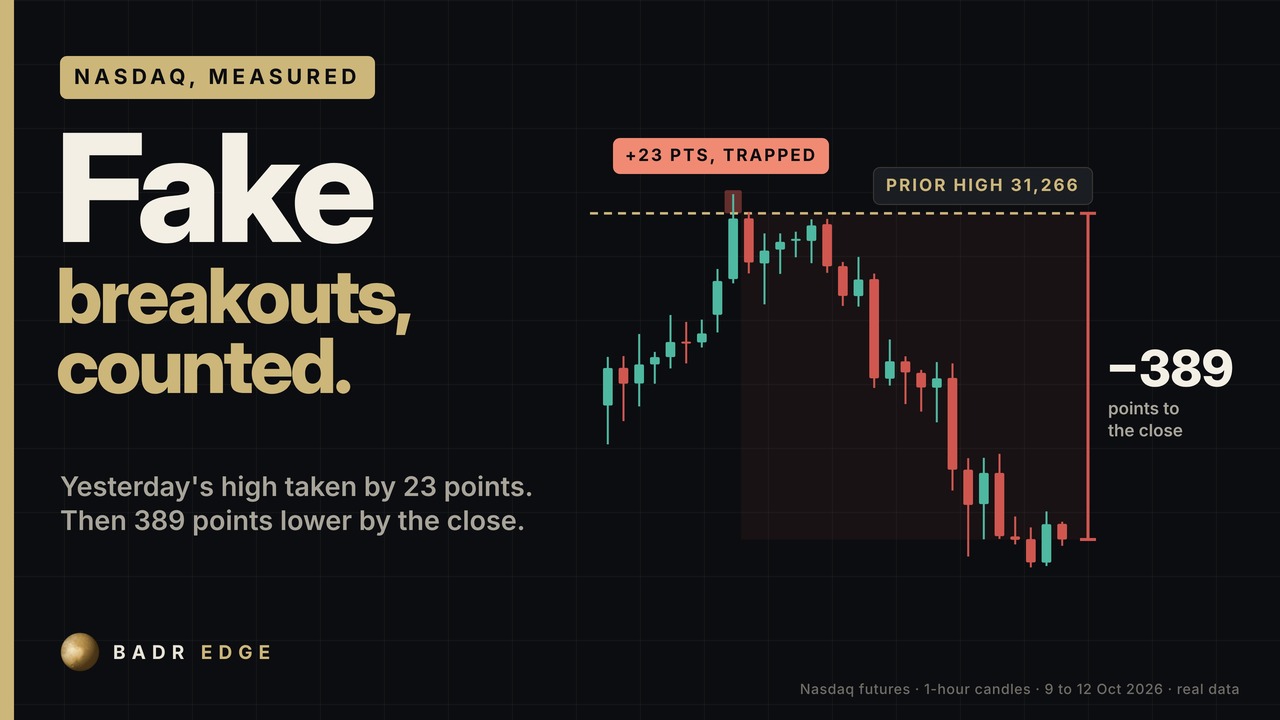 NASDAQ, MEASURED
Fake
breakouts,
counted.
Yesterday's high taken by 23 points.
Then 389 points lower by the close.
+23 PTS, TRAPPED
PRIOR HIGH 31,266
−389
points to
the close
BADR EDGE
Nasdaq futures · 1-hour candles · 9 to 12 Oct 2026 · real data